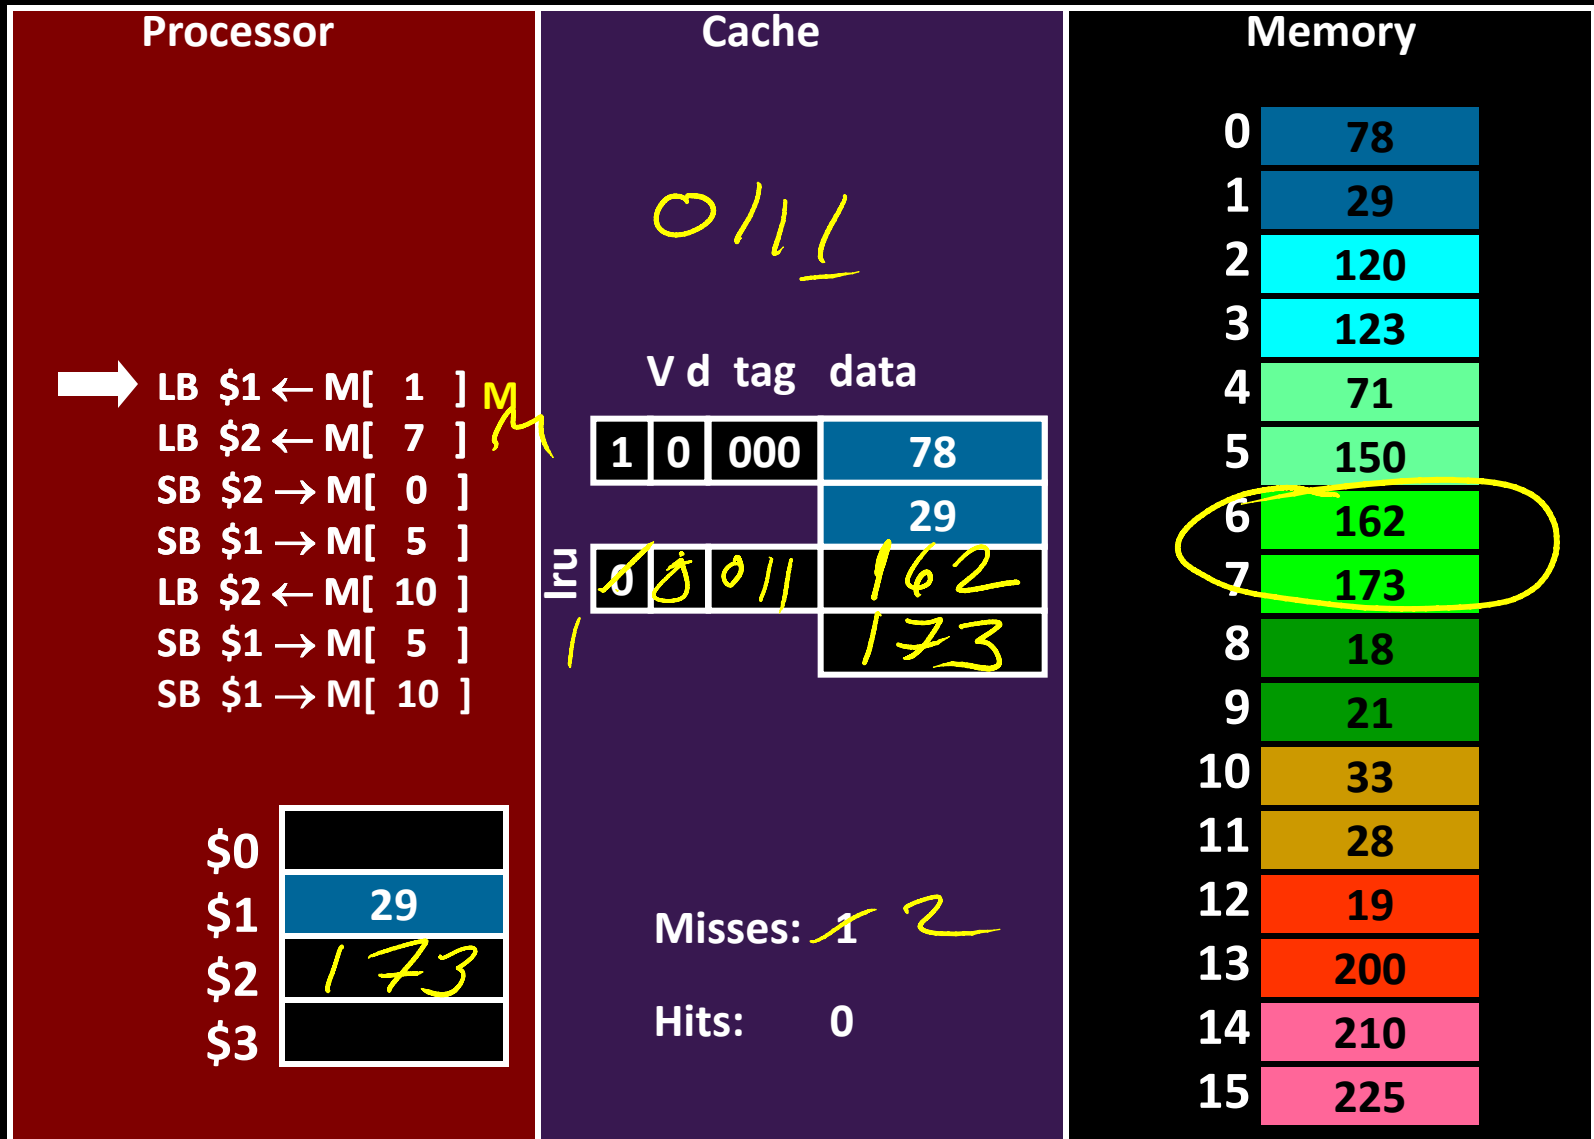 Processor
LB $1 ← M[ 1 ] M
LB $2 ← M[ 7 ] M
SB $2 → M[ 0 ]
SB $1 → M[ 5 ]
LB $2 ← M[ 10 ]
SB $1 → M[ 5 ]
SB $1 → M[ 10 ]
$0
$1 29
$2 173
$3
Cache
0111
V d tag data
1 0 000 78
29
lru 0 0 011 162
1 173
Misses: 1 2
Hits: 0
Memory
0 78
1 29
2 120
3 123
4 71
5 150
6 162
7 173
8 18
9 21
10 33
11 28
12 19
13 200
14 210
15 225